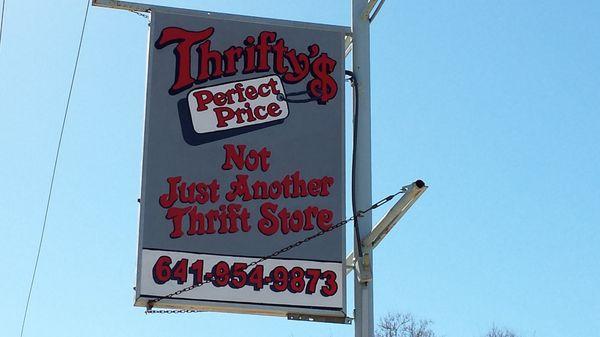 Thrifty'$
Perfect
Price
Not
Just Another
Thrift Store
641-954-9873